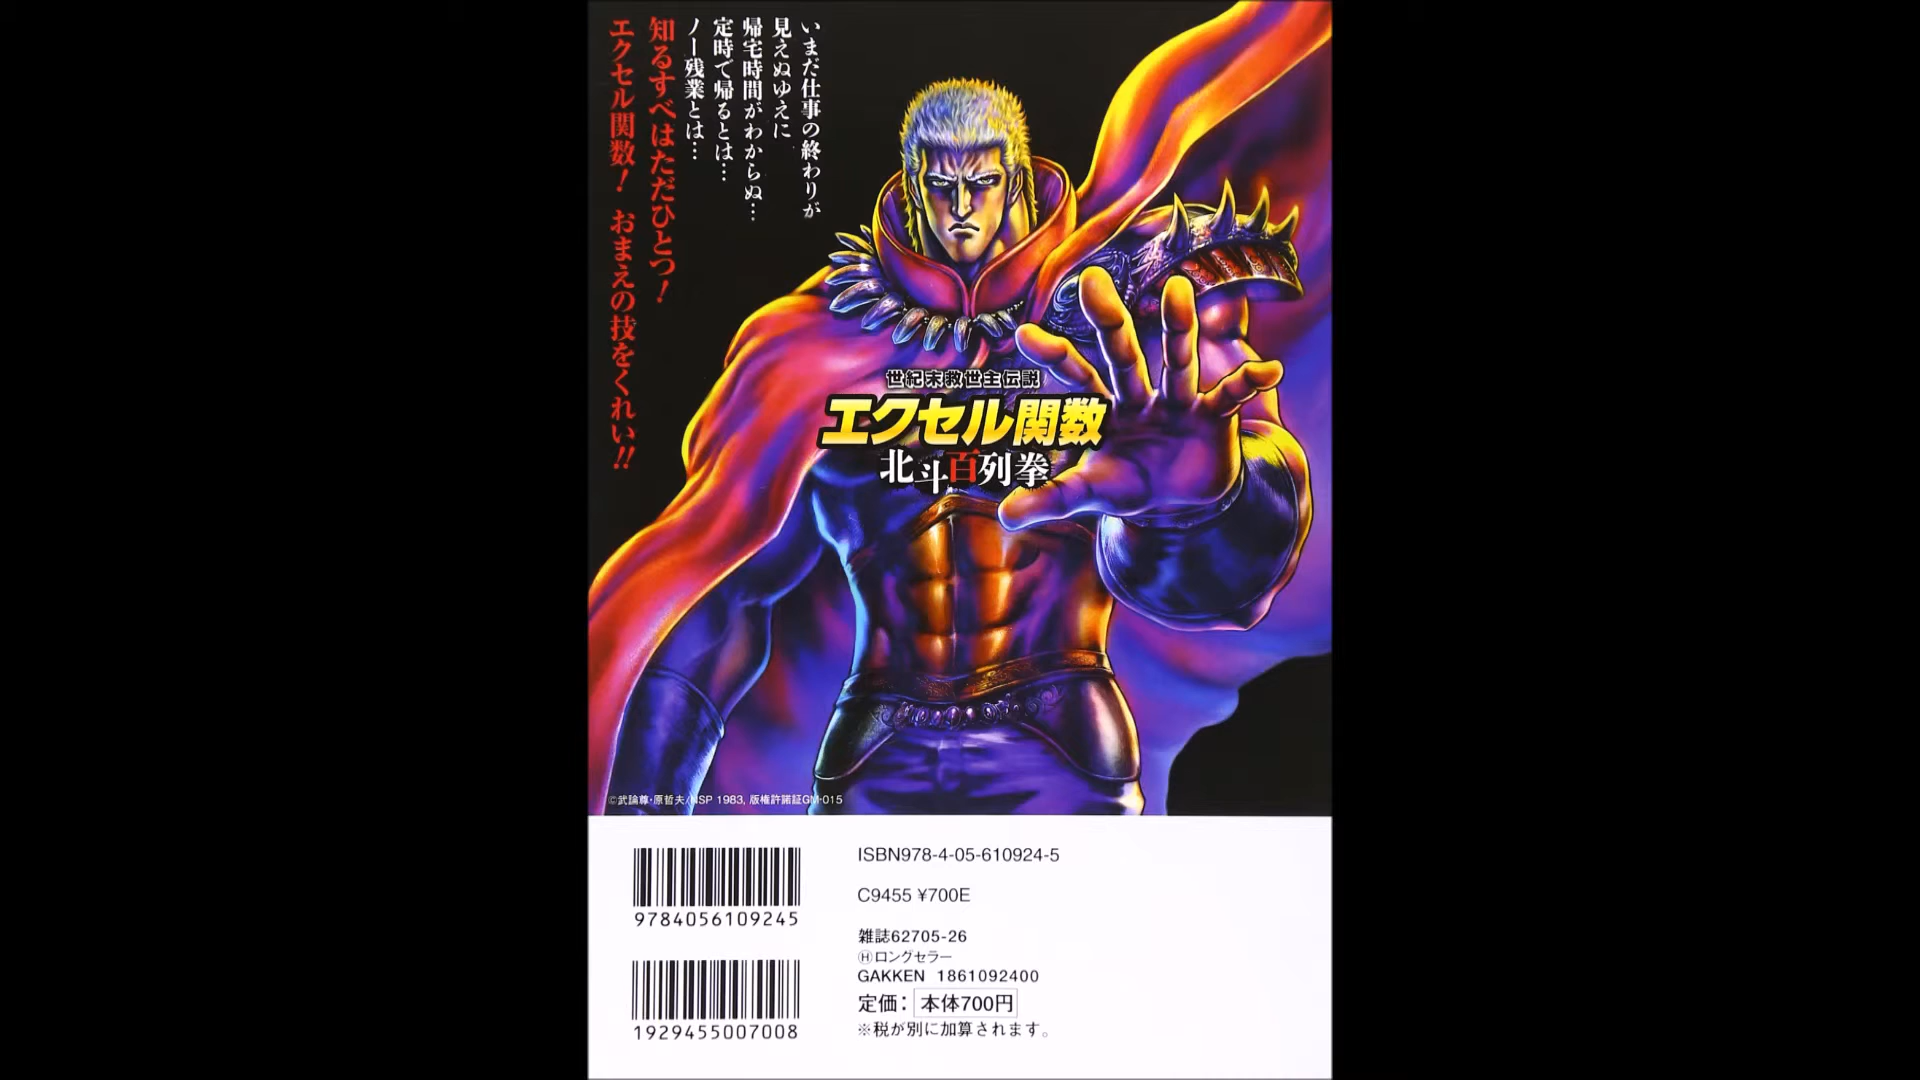 いまだ仕事の終わりが
見えぬゆえに
帰宅時間がわからぬ…
定時で帰るとは…
ノー残業とは…
知るすべはただひとつ!
エクセル関数! おまえの技をくれい!!
世紀末救世主伝説
エクセル関数
北斗百列拳
©武論尊・原哲夫/NSP 1983, 版権許諾証GM-015
9784056109245
1929455007008
ISBN978-4-05-610924-5
C9455 ¥700E
雑誌62705-26
Ⓗロングセラー
GAKKEN 1861092400
定価:本体700円
※税が別に加算されます。